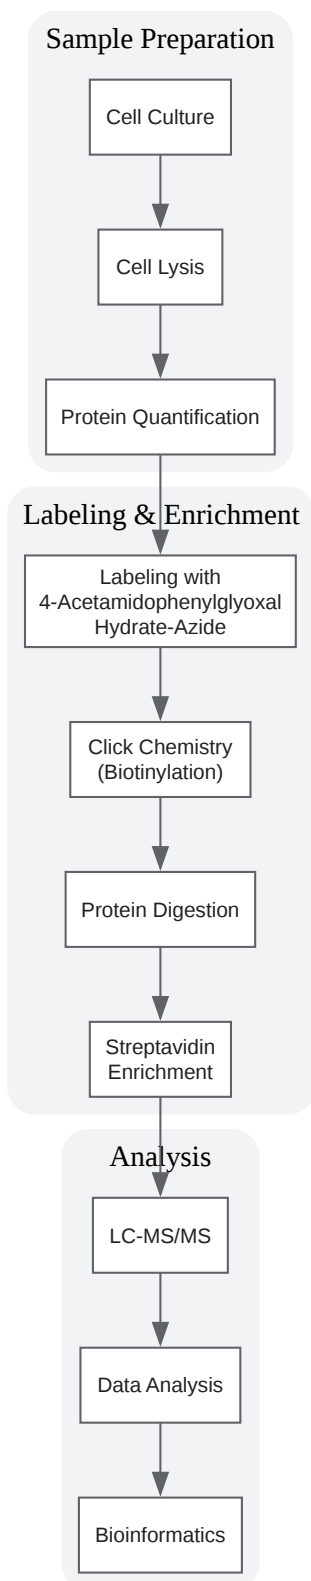 Sample Preparation
Cell Culture
Cell Lysis
Protein Quantification
Labeling & Enrichment
Labeling with
4-Acetamidophenylglyoxal
Hydrate-Azide
Click Chemistry
(Biotinylation)
Protein Digestion
Streptavidin
Enrichment
Analysis
LC-MS/MS
Data Analysis
Bioinformatics